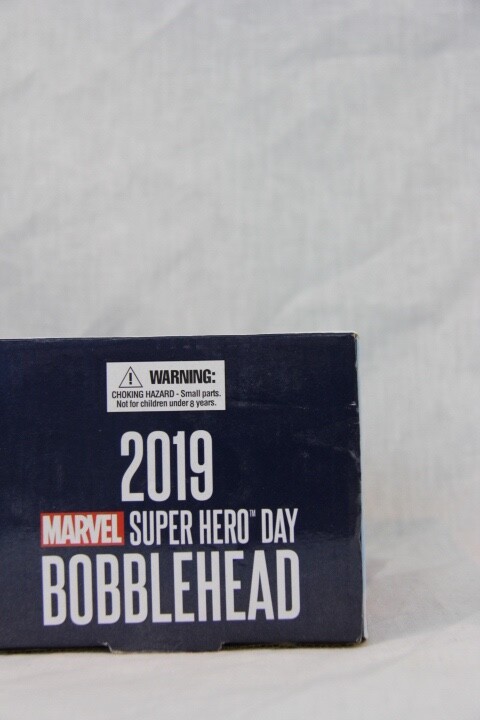 WARNING:
CHOKING HAZARD - Small parts.
Not for children under 8 years.
2019
MARVEL SUPER HERO™ DAY
BOBBLEHEAD